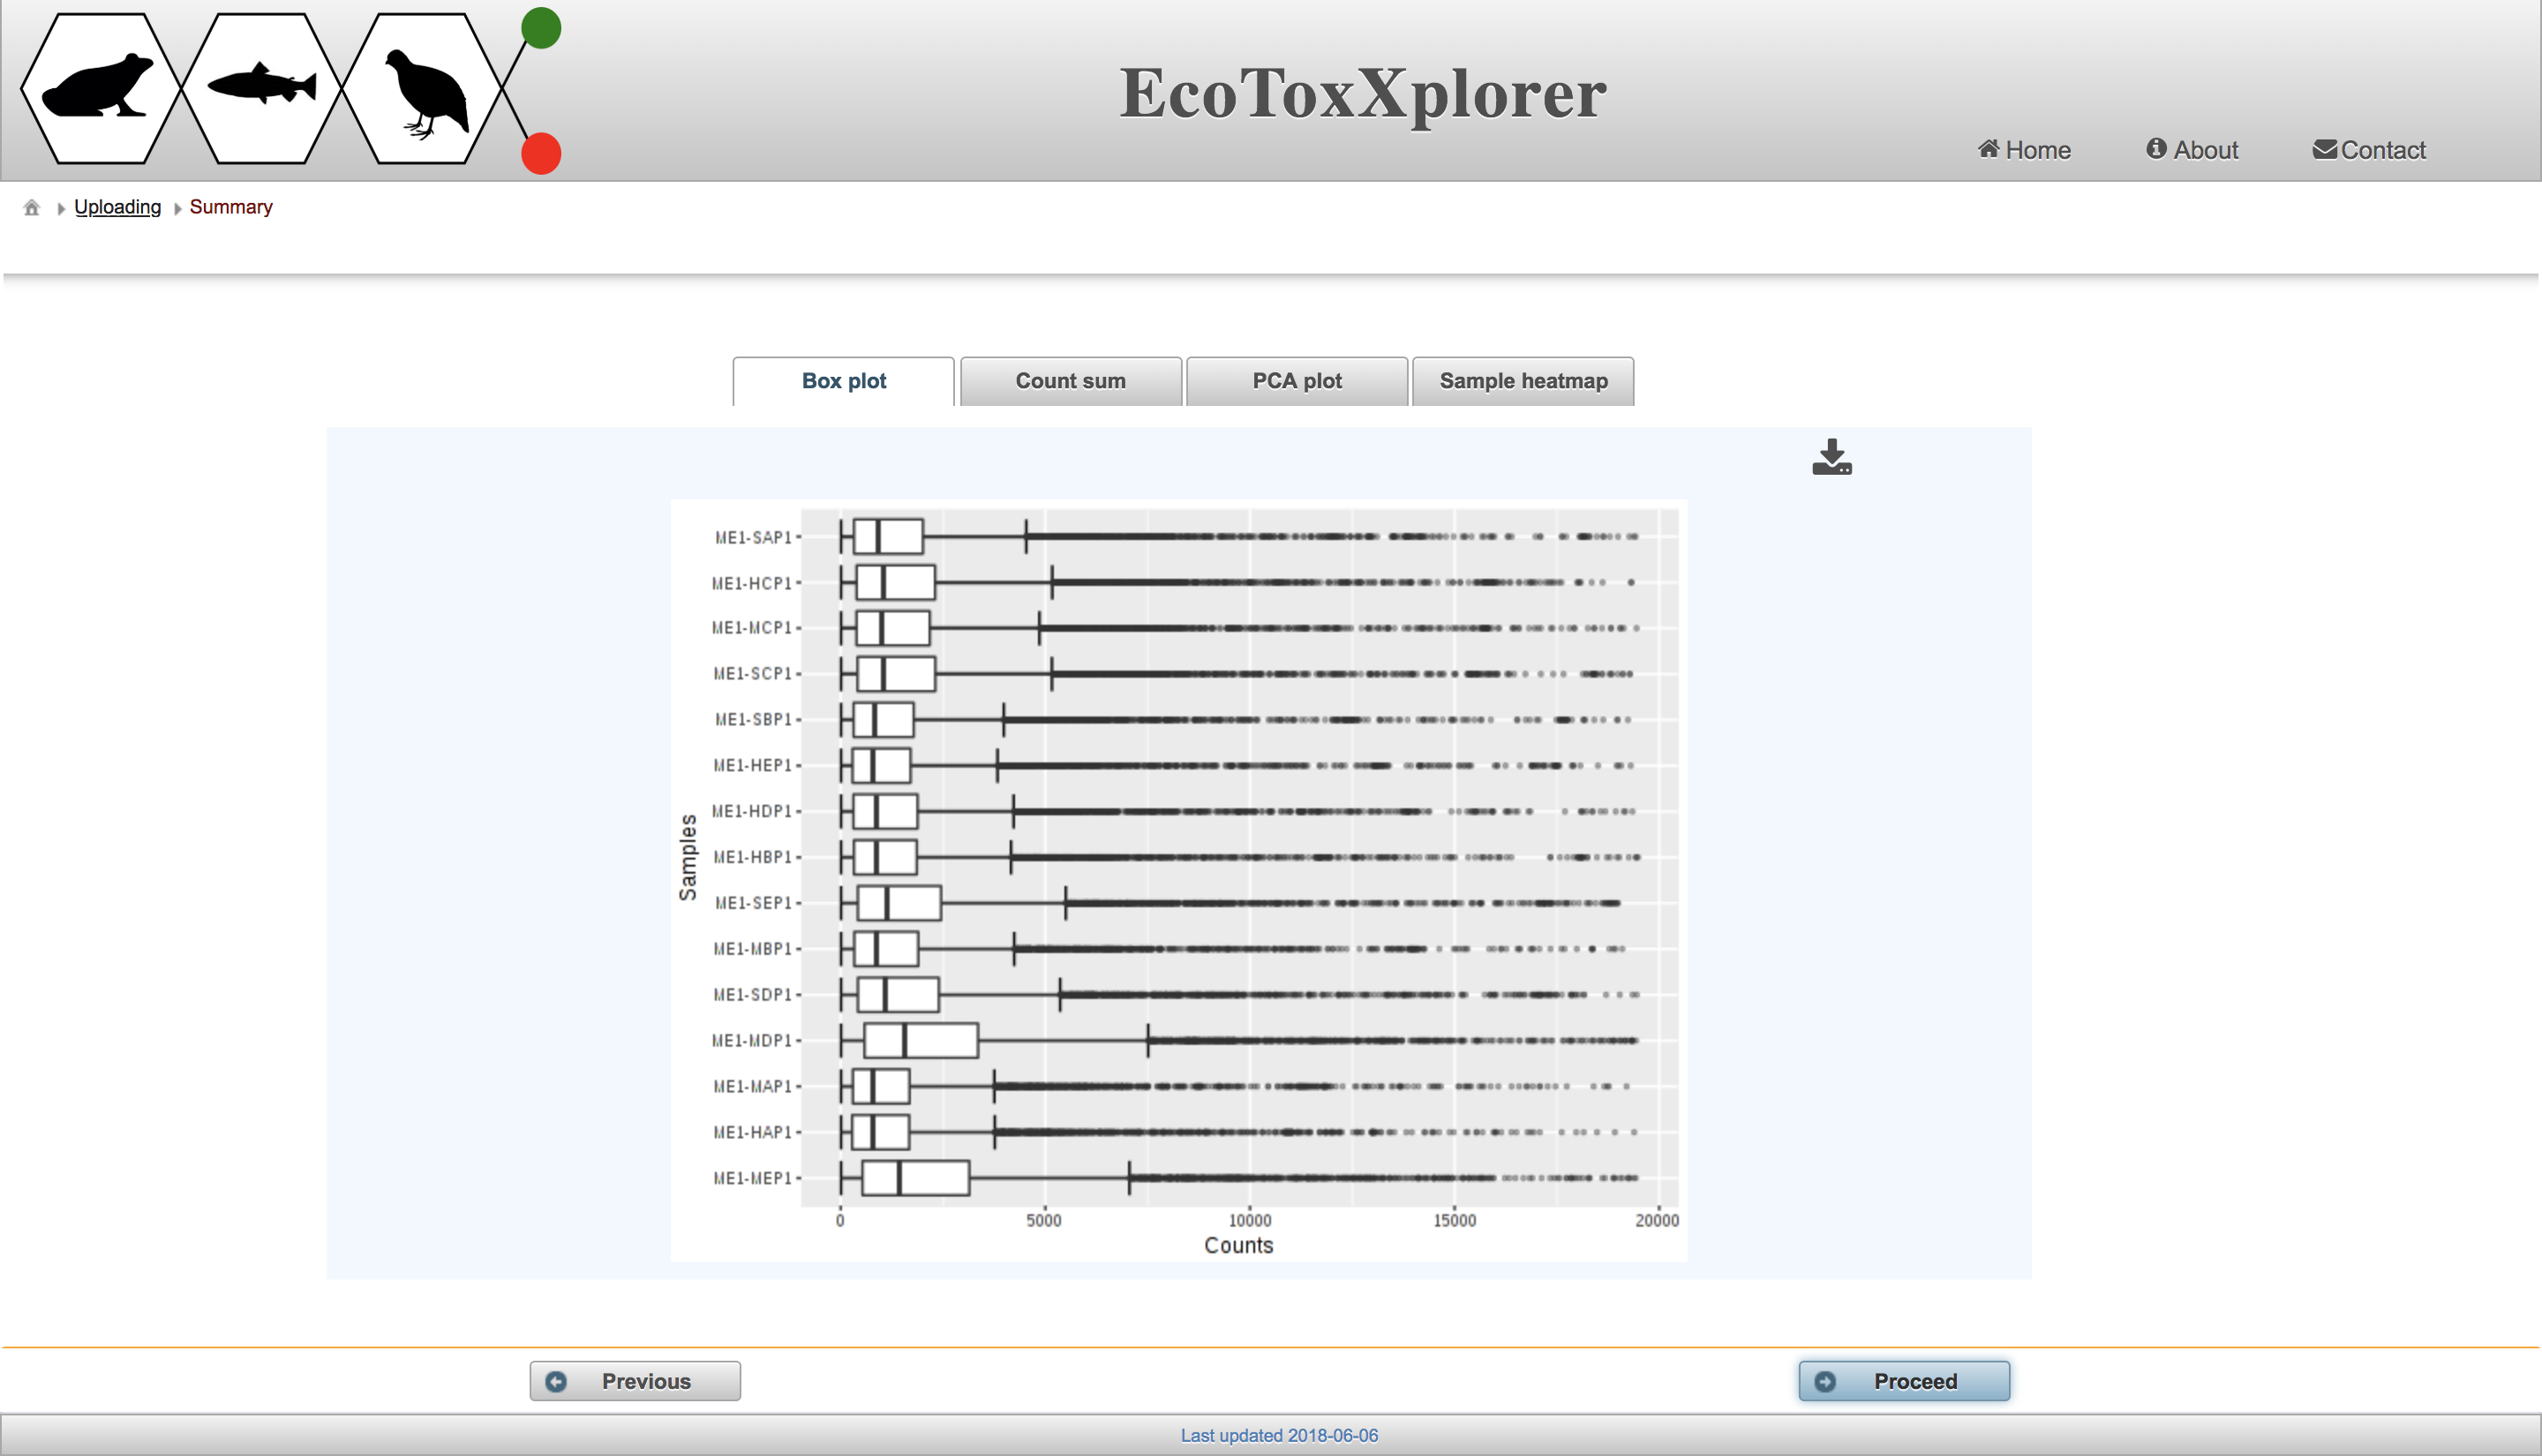 EcoToxXplorer
Home About Contact
Uploading Summary
Box plot Count sum PCA plot Sample heatmap
ME1-SAP1
ME1-HCP1
ME1-MCP1
ME1-SCP1
ME1-SBP1
ME1-HEP1
ME1-HDP1
ME1-HBP1
ME1-SEP1
ME1-MBP1
ME1-SDP1
ME1-MDP1
ME1-MAP1
ME1-HAP1
ME1-MEP1
Samples
0 5000 10000 15000 20000
Counts
Previous Proceed
Last updated 2018-06-06